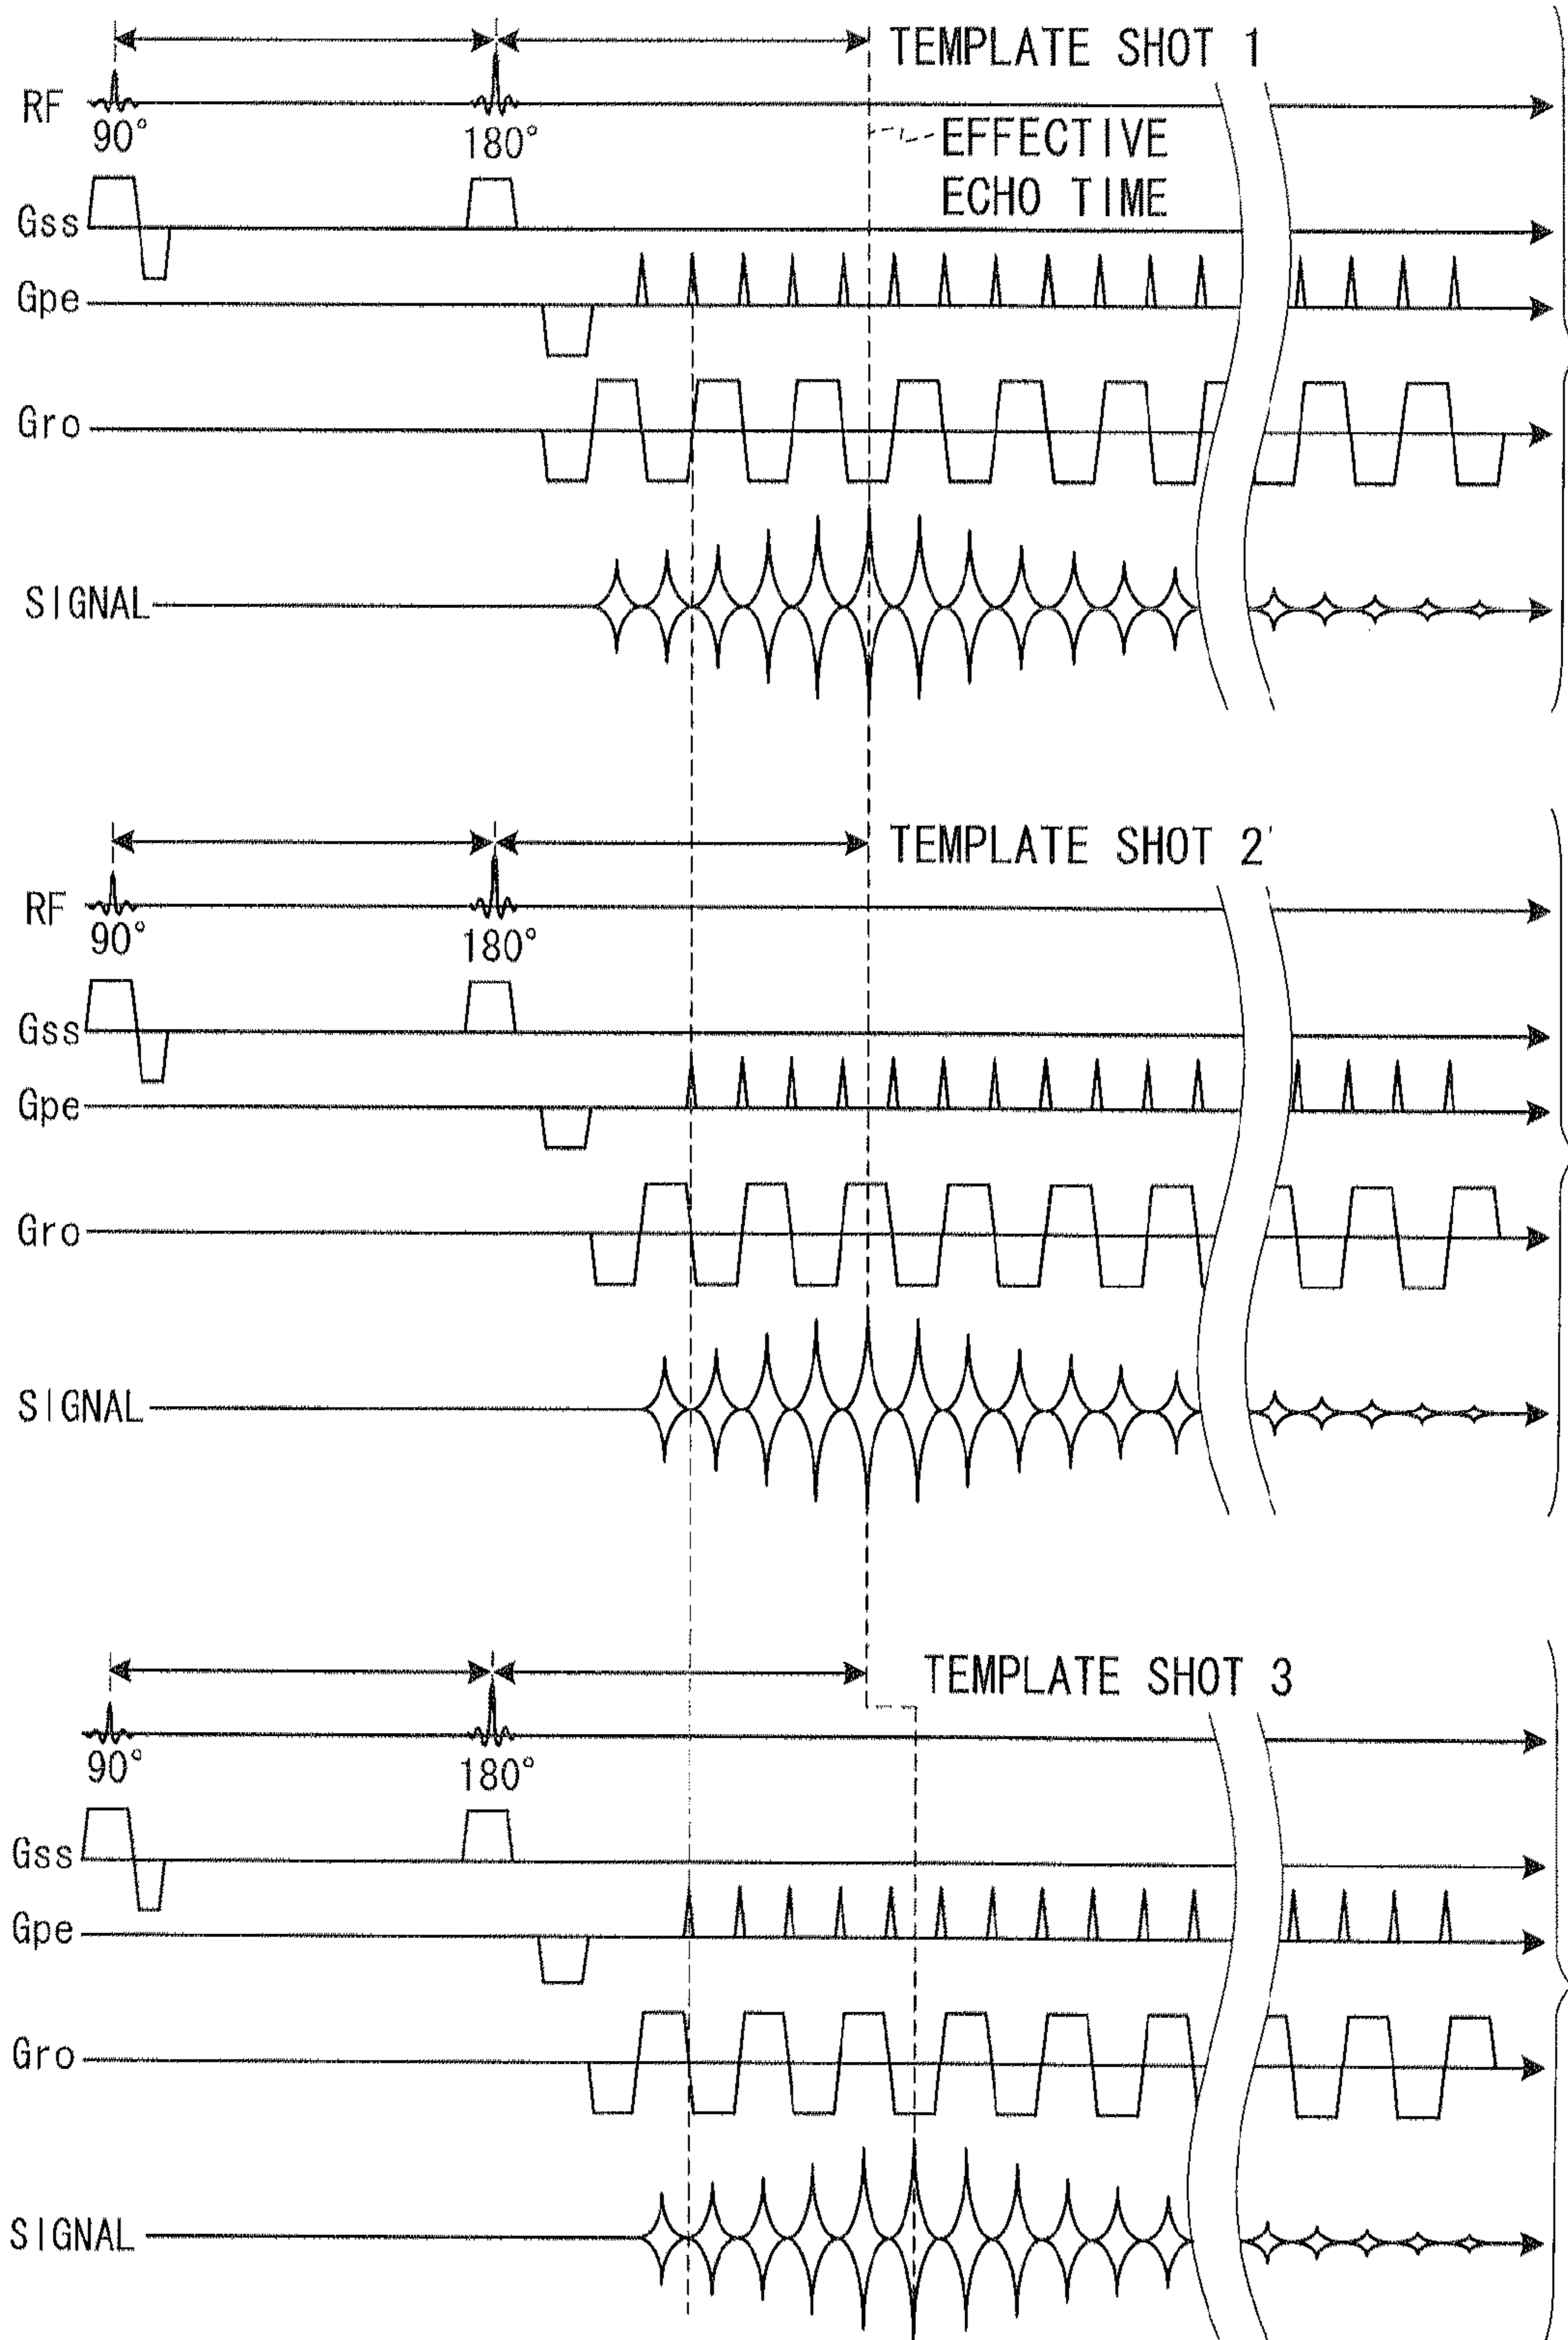 TEMPLATE SHOT 1
RF
90°
180°
EFFECTIVE
ECHO TIME
Gss
Gpe
Gro
SIGNAL
TEMPLATE SHOT 2
RF
90°
180°
Gss
Gpe
Gro
SIGNAL
TEMPLATE SHOT 3
90°
180°
Gss
Gpe
Gro
SIGNAL